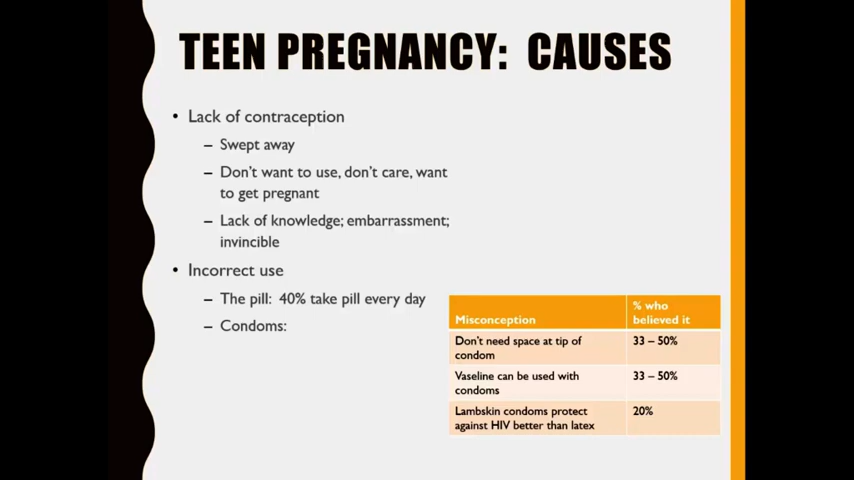 TEEN PREGNANCY: CAUSES
• Lack of contraception
– Swept away
– Don't want to use, don't care, want
to get pregnant
– Lack of knowledge; embarrassment;
invincible
• Incorrect use
– The pill: 40% take pill every day
– Condoms:
Misconception
% who
believed it
Don't need space at tip of
condom
33 – 50%
Vaseline can be used with
condoms
33 – 50%
Lambskin condoms protect
against HIV better than latex
20%